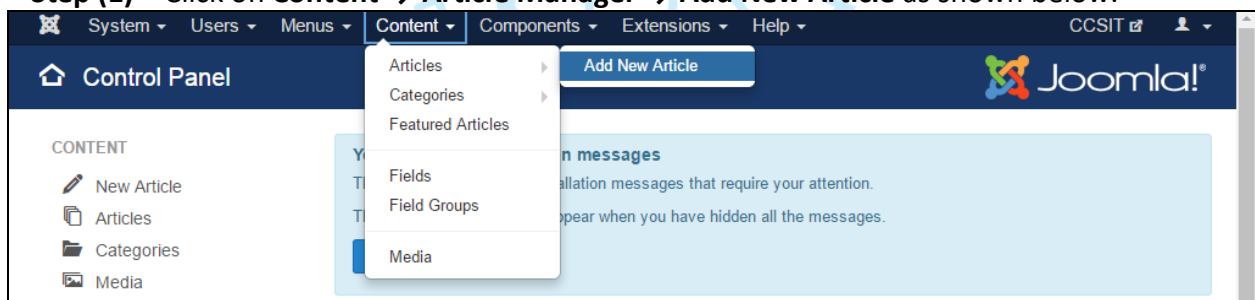 Step (2) – Click on Content → Article Manager → Add New Article as shown below:
System Users Menus Content Components Extensions Help CCSIT
Control Panel
Joomla!®
Articles
Add New Article
Categories
Featured Articles
Fields
Field Groups
Media
CONTENT
New Article
Articles
Categories
Media
n messages
allation messages that require your attention.
ppear when you have hidden all the messages.